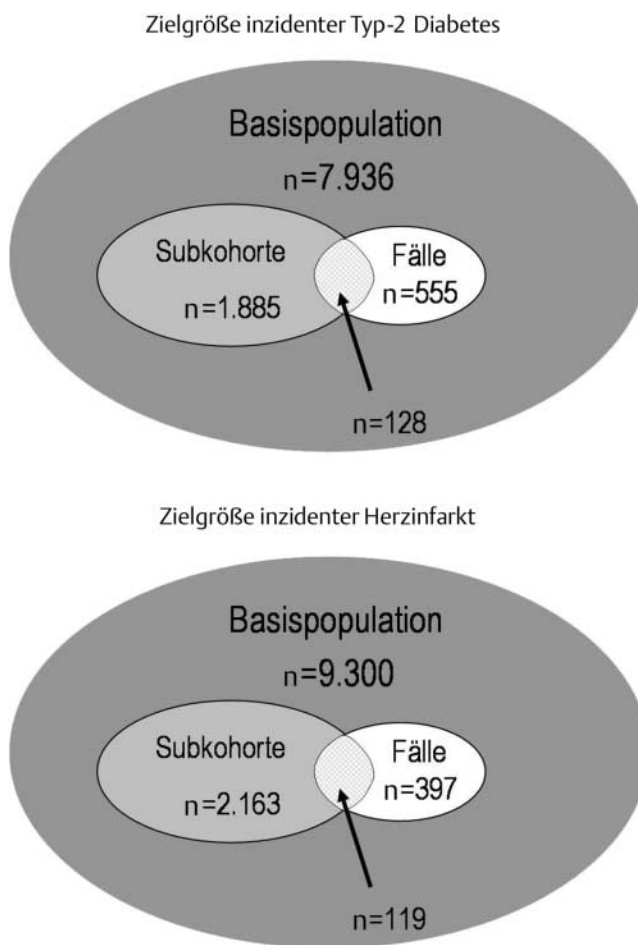 Zielgröße inzidenter Typ-2 Diabetes
Basispopulation
n=7.936
Subkohorte
n=1.885
Fälle
n=555
n=128
Zielgröße inzidenter Herzinfarkt
Basispopulation
n=9.300
Subkohorte
n=2.163
Fälle
n=397
n=119